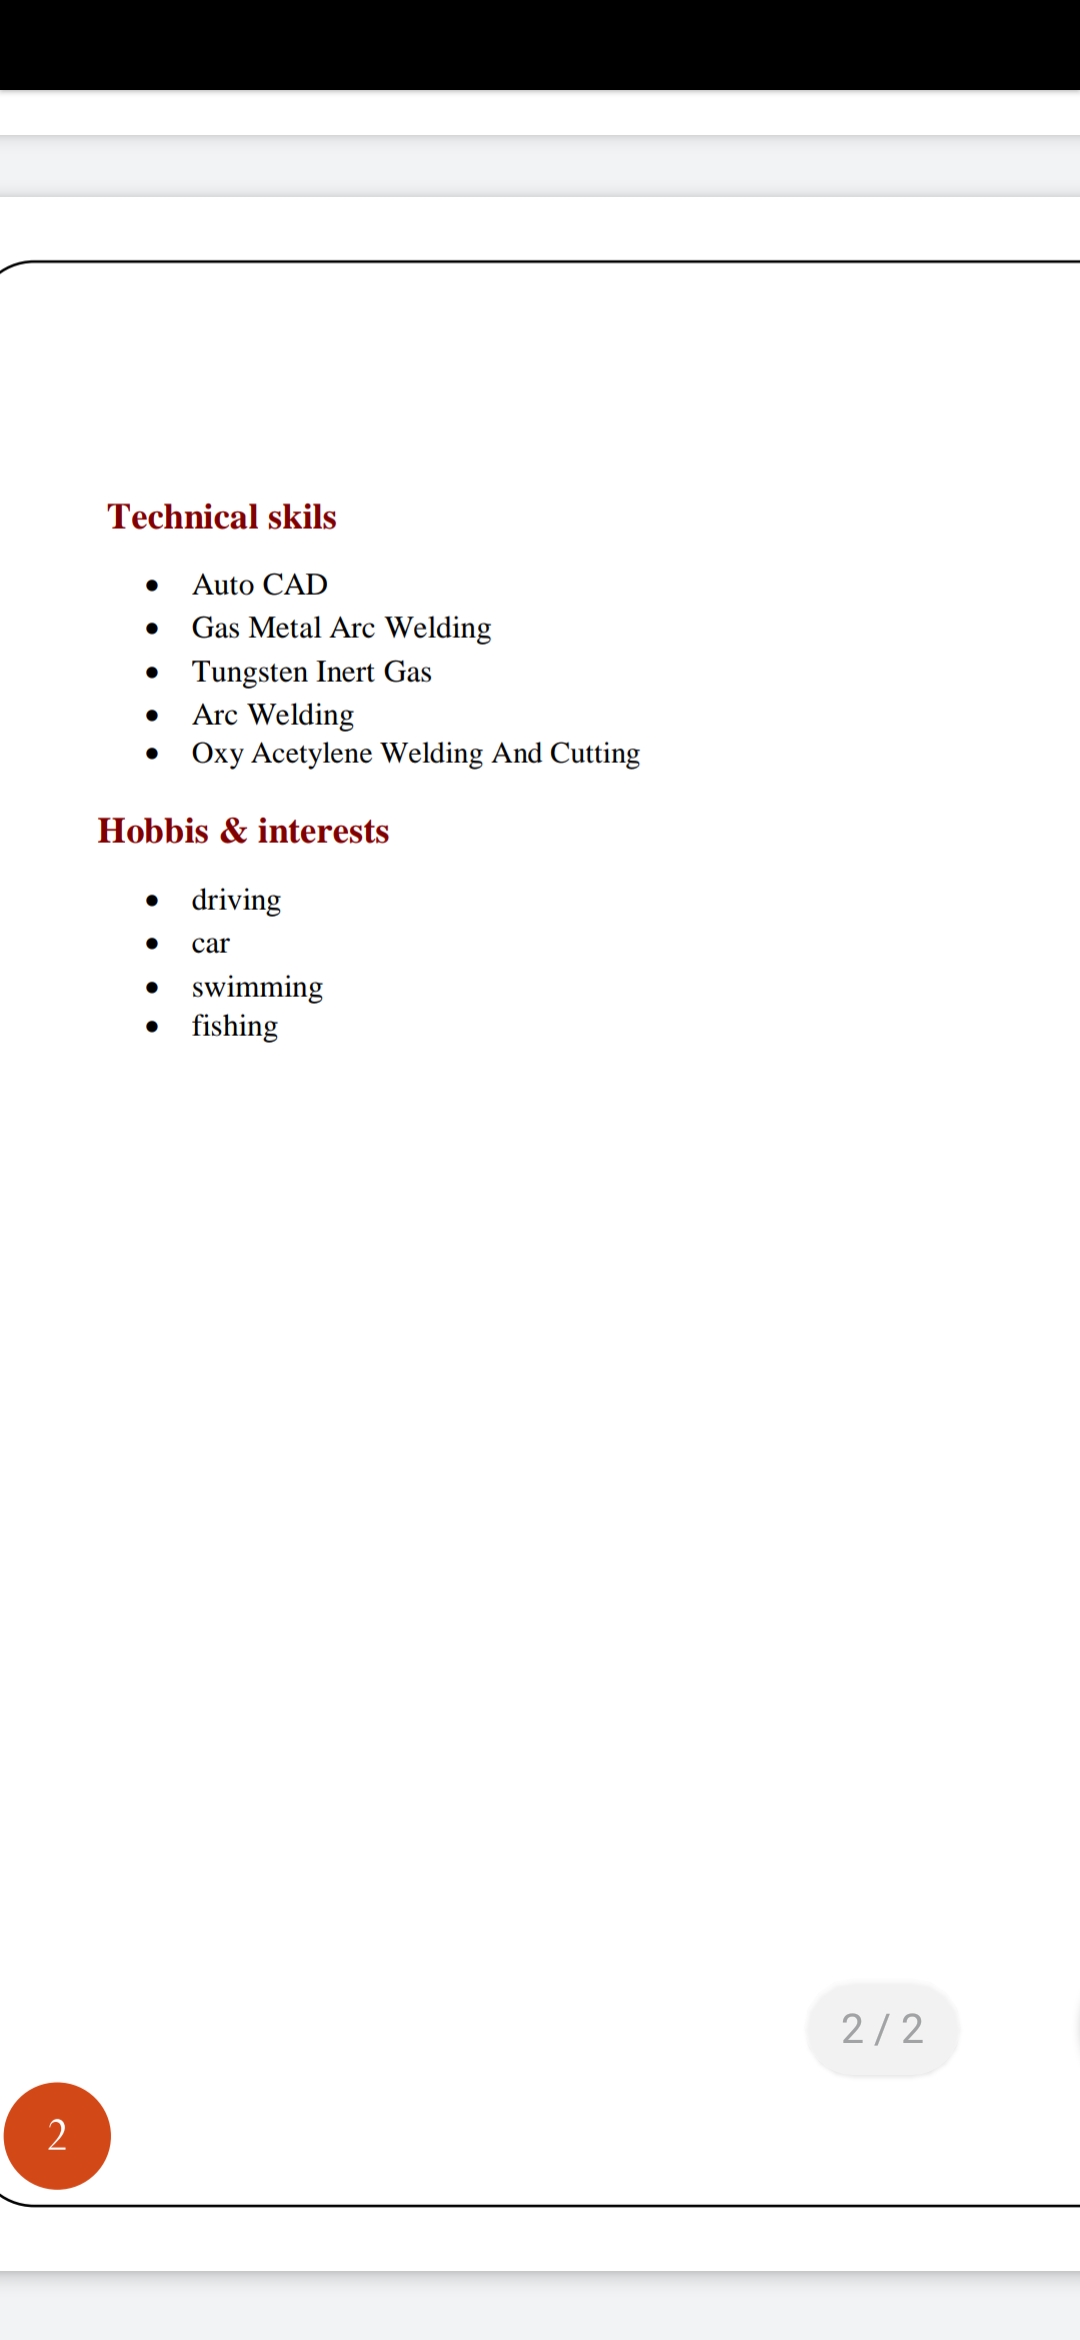 Technical skils
• Auto CAD
• Gas Metal Arc Welding
• Tungsten Inert Gas
• Arc Welding
• Oxy Acetylene Welding And Cutting
Hobbis & interests
• driving
• car
• swimming
• fishing
2 / 2
2